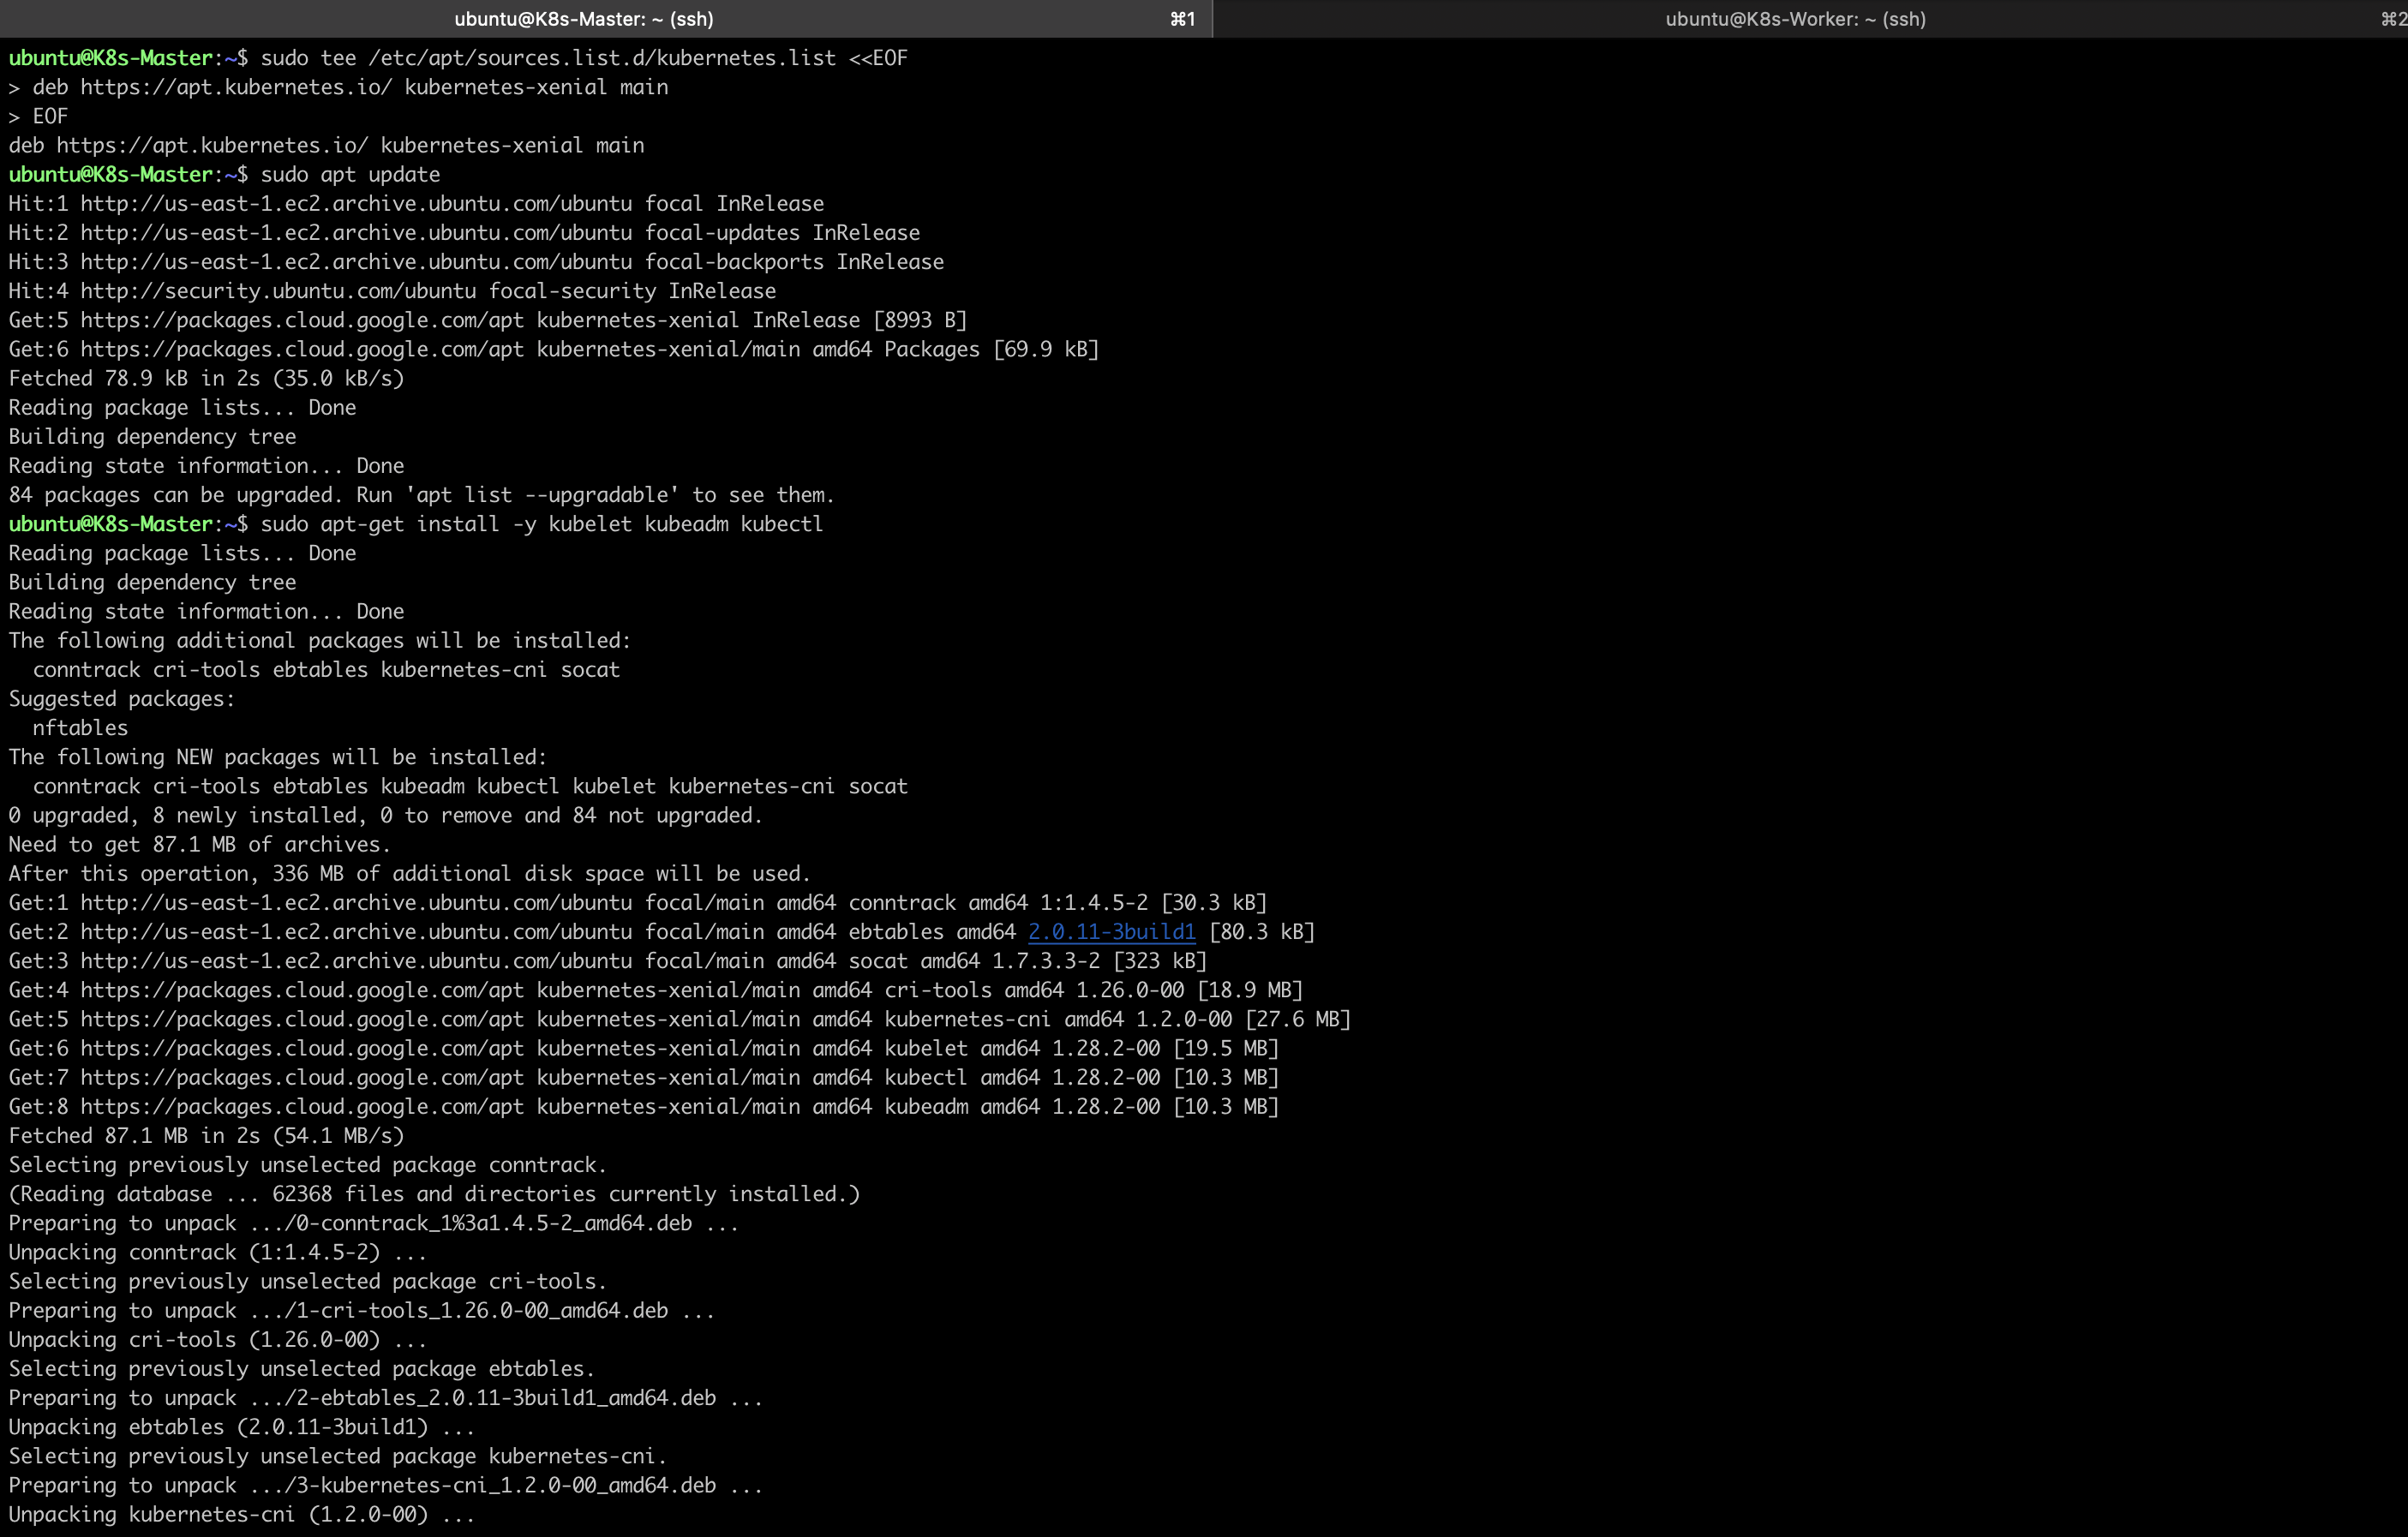 ubuntu@K8s-Master: ~ (ssh) ⌘1 ubuntu@K8s-Worker: ~ (ssh) ⌘2
ubuntu@K8s-Master:~$ sudo tee /etc/apt/sources.list.d/kubernetes.list <<EOF
> deb https://apt.kubernetes.io/ kubernetes-xenial main
> EOF
deb https://apt.kubernetes.io/ kubernetes-xenial main
ubuntu@K8s-Master:~$ sudo apt update
Hit:1 http://us-east-1.ec2.archive.ubuntu.com/ubuntu focal InRelease
Hit:2 http://us-east-1.ec2.archive.ubuntu.com/ubuntu focal-updates InRelease
Hit:3 http://us-east-1.ec2.archive.ubuntu.com/ubuntu focal-backports InRelease
Hit:4 http://security.ubuntu.com/ubuntu focal-security InRelease
Get:5 https://packages.cloud.google.com/apt kubernetes-xenial InRelease [8993 B]
Get:6 https://packages.cloud.google.com/apt kubernetes-xenial/main amd64 Packages [69.9 kB]
Fetched 78.9 kB in 2s (35.0 kB/s)
Reading package lists... Done
Building dependency tree
Reading state information... Done
84 packages can be upgraded. Run 'apt list --upgradable' to see them.
ubuntu@K8s-Master:~$ sudo apt-get install -y kubelet kubeadm kubectl
Reading package lists... Done
Building dependency tree
Reading state information... Done
The following additional packages will be installed:
  conntrack cri-tools ebtables kubernetes-cni socat
Suggested packages:
  nftables
The following NEW packages will be installed:
  conntrack cri-tools ebtables kubeadm kubectl kubelet kubernetes-cni socat
0 upgraded, 8 newly installed, 0 to remove and 84 not upgraded.
Need to get 87.1 MB of archives.
After this operation, 336 MB of additional disk space will be used.
Get:1 http://us-east-1.ec2.archive.ubuntu.com/ubuntu focal/main amd64 conntrack amd64 1:1.4.5-2 [30.3 kB]
Get:2 http://us-east-1.ec2.archive.ubuntu.com/ubuntu focal/main amd64 ebtables amd64 2.0.11-3build1 [80.3 kB]
Get:3 http://us-east-1.ec2.archive.ubuntu.com/ubuntu focal/main amd64 socat amd64 1.7.3.3-2 [323 kB]
Get:4 https://packages.cloud.google.com/apt kubernetes-xenial/main amd64 cri-tools amd64 1.26.0-00 [18.9 MB]
Get:5 https://packages.cloud.google.com/apt kubernetes-xenial/main amd64 kubernetes-cni amd64 1.2.0-00 [27.6 MB]
Get:6 https://packages.cloud.google.com/apt kubernetes-xenial/main amd64 kubelet amd64 1.28.2-00 [19.5 MB]
Get:7 https://packages.cloud.google.com/apt kubernetes-xenial/main amd64 kubectl amd64 1.28.2-00 [10.3 MB]
Get:8 https://packages.cloud.google.com/apt kubernetes-xenial/main amd64 kubeadm amd64 1.28.2-00 [10.3 MB]
Fetched 87.1 MB in 2s (54.1 MB/s)
Selecting previously unselected package conntrack.
(Reading database ... 62368 files and directories currently installed.)
Preparing to unpack .../0-conntrack_1%3a1.4.5-2_amd64.deb ...
Unpacking conntrack (1:1.4.5-2) ...
Selecting previously unselected package cri-tools.
Preparing to unpack .../1-cri-tools_1.26.0-00_amd64.deb ...
Unpacking cri-tools (1.26.0-00) ...
Selecting previously unselected package ebtables.
Preparing to unpack .../2-ebtables_2.0.11-3build1_amd64.deb ...
Unpacking ebtables (2.0.11-3build1) ...
Selecting previously unselected package kubernetes-cni.
Preparing to unpack .../3-kubernetes-cni_1.2.0-00_amd64.deb ...
Unpacking kubernetes-cni (1.2.0-00) ...